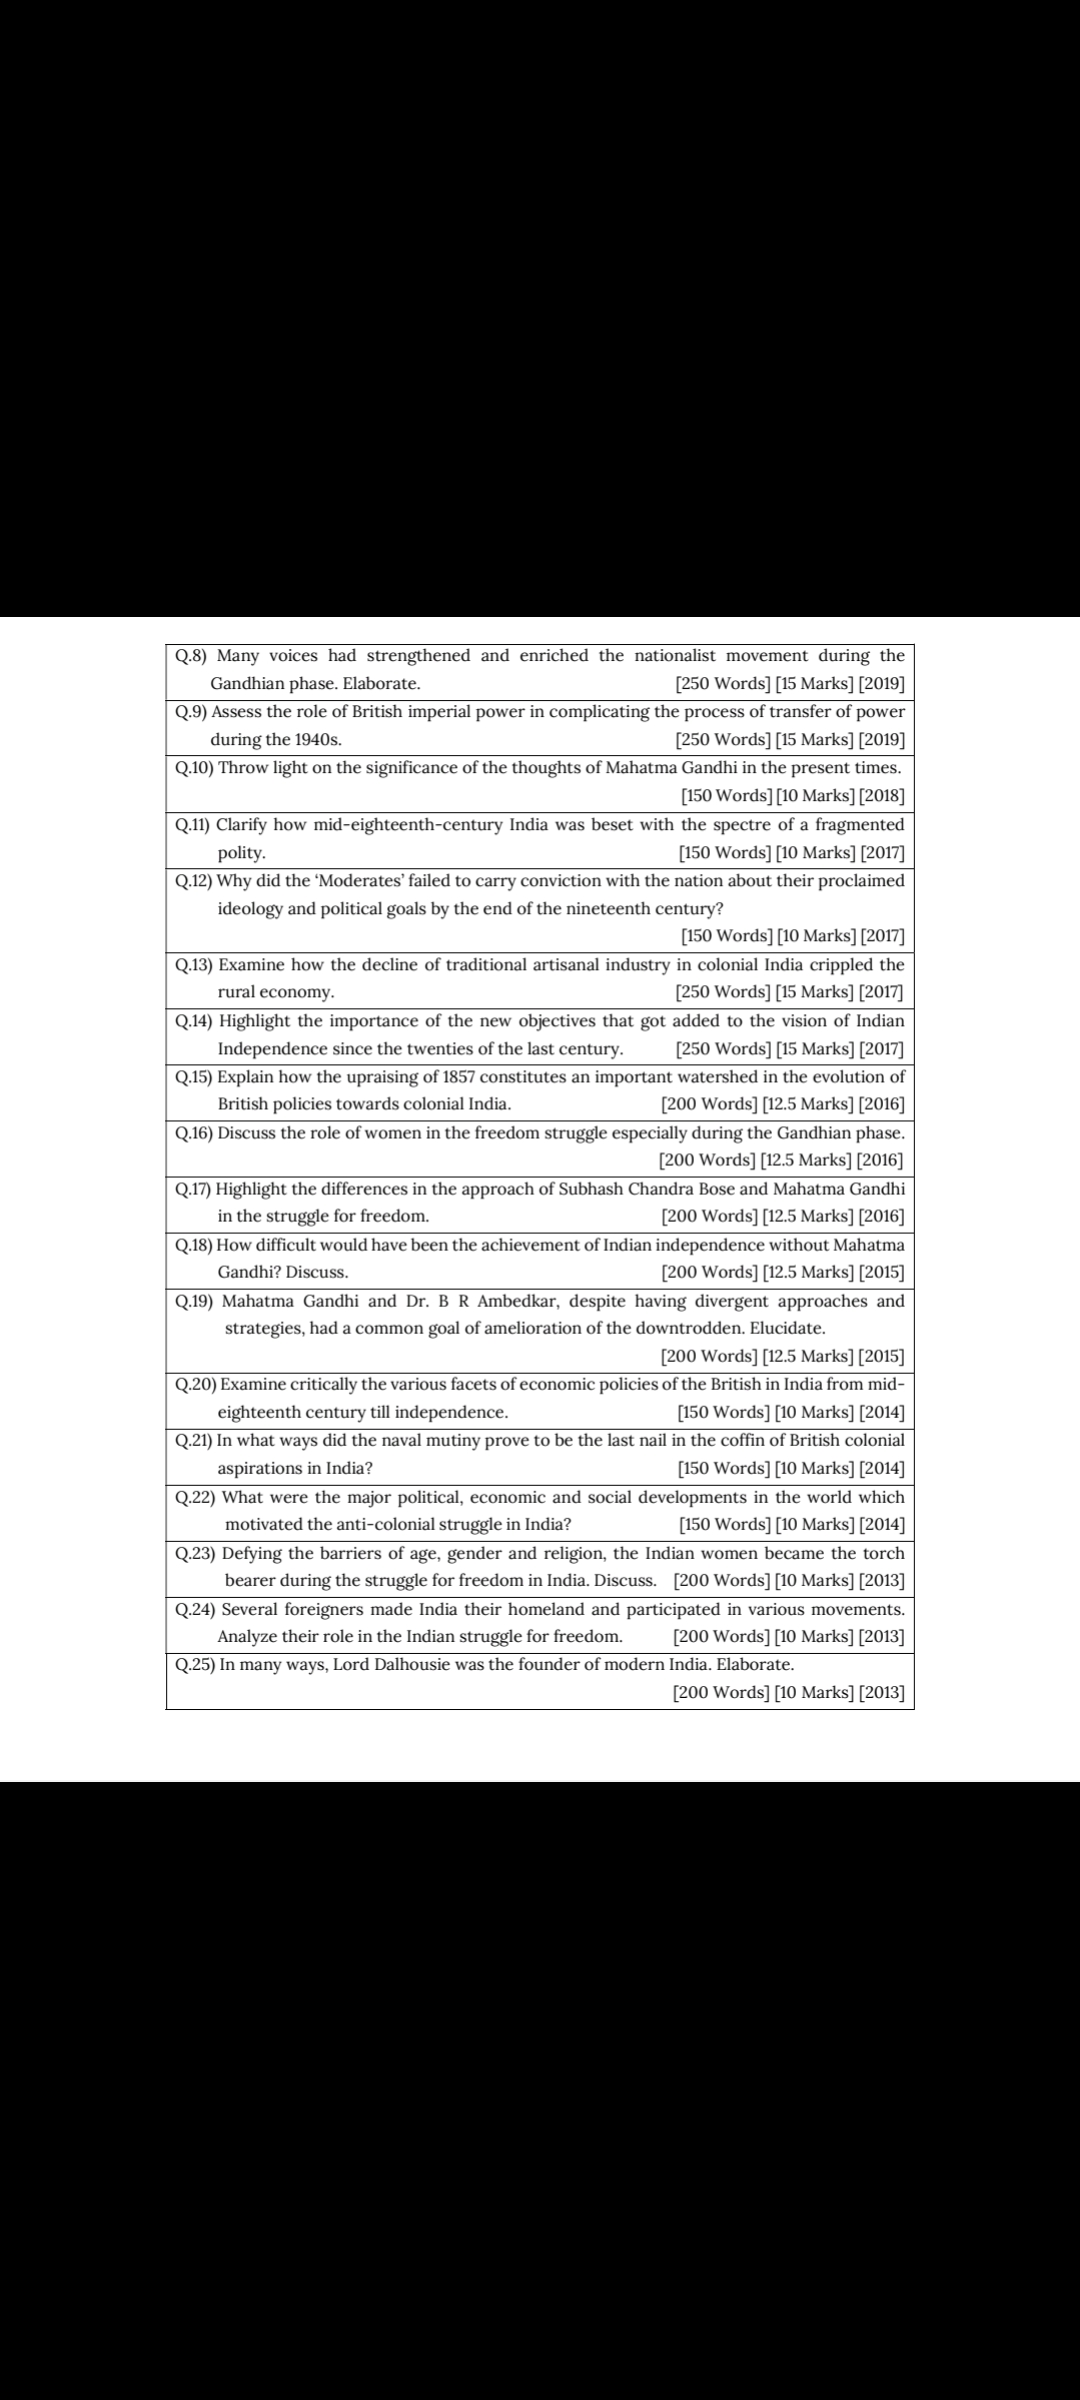 Q.8) Many voices had strengthened and enriched the nationalist movement during the
Gandhian phase. Elaborate. [250 Words] [15 Marks] [2019]
Q.9) Assess the role of British imperial power in complicating the process of transfer of power
during the 1940s. [250 Words] [15 Marks] [2019]
Q.10) Throw light on the significance of the thoughts of Mahatma Gandhi in the present times.
[150 Words] [10 Marks] [2018]
Q.11) Clarify how mid-eighteenth-century India was beset with the spectre of a fragmented
polity. [150 Words] [10 Marks] [2017]
Q.12) Why did the ‘Moderates’ failed to carry conviction with the nation about their proclaimed
ideology and political goals by the end of the nineteenth century?
[150 Words] [10 Marks] [2017]
Q.13) Examine how the decline of traditional artisanal industry in colonial India crippled the
rural economy. [250 Words] [15 Marks] [2017]
Q.14) Highlight the importance of the new objectives that got added to the vision of Indian
Independence since the twenties of the last century. [250 Words] [15 Marks] [2017]
Q.15) Explain how the upraising of 1857 constitutes an important watershed in the evolution of
British policies towards colonial India. [200 Words] [12.5 Marks] [2016]
Q.16) Discuss the role of women in the freedom struggle especially during the Gandhian phase.
[200 Words] [12.5 Marks] [2016]
Q.17) Highlight the differences in the approach of Subhash Chandra Bose and Mahatma Gandhi
in the struggle for freedom. [200 Words] [12.5 Marks] [2016]
Q.18) How difficult would have been the achievement of Indian independence without Mahatma
Gandhi? Discuss. [200 Words] [12.5 Marks] [2015]
Q.19) Mahatma Gandhi and Dr. B R Ambedkar, despite having divergent approaches and
strategies, had a common goal of amelioration of the downtrodden. Elucidate.
[200 Words] [12.5 Marks] [2015]
Q.20) Examine critically the various facets of economic policies of the British in India from mid-
eighteenth century till independence. [150 Words] [10 Marks] [2014]
Q.21) In what ways did the naval mutiny prove to be the last nail in the coffin of British colonial
aspirations in India? [150 Words] [10 Marks] [2014]
Q.22) What were the major political, economic and social developments in the world which
motivated the anti-colonial struggle in India? [150 Words] [10 Marks] [2014]
Q.23) Defying the barriers of age, gender and religion, the Indian women became the torch
bearer during the struggle for freedom in India. Discuss. [200 Words] [10 Marks] [2013]
Q.24) Several foreigners made India their homeland and participated in various movements.
Analyze their role in the Indian struggle for freedom. [200 Words] [10 Marks] [2013]
Q.25) In many ways, Lord Dalhousie was the founder of modern India. Elaborate.
[200 Words] [10 Marks] [2013]